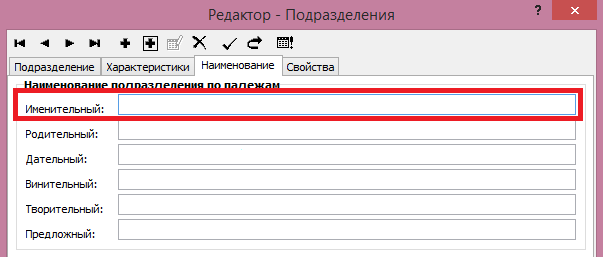 Редактор - Подразделения
?
Подразделение Характеристики Наименование Свойства
Наименование подразделения по падежам
Именительный:
Родительный:
Дательный:
Винительный:
Творительный:
Предложный: